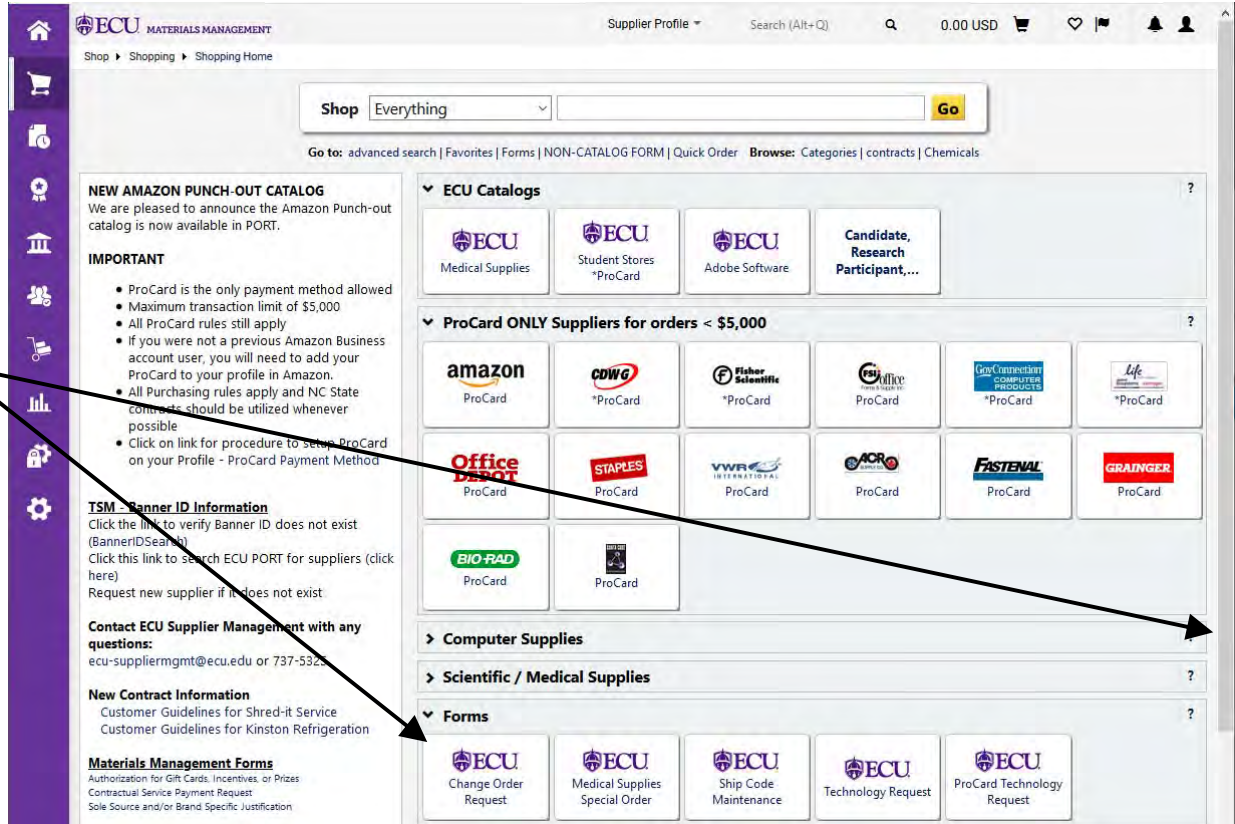 ECU MATERIALS MANAGEMENT
Supplier Profile
Search (Alt+Q)
0.00 USD
Shop Shopping Shopping Home
Shop Everything Go
Go to: advanced search | Favorites | Forms | NON-CATALOG FORM | Quick Order Browse: Categories | contracts | Chemicals
NEW AMAZON PUNCH-OUT CATALOG
We are pleased to announce the Amazon Punch-out
catalog is now available in PORT.
IMPORTANT
• ProCard is the only payment method allowed
• Maximum transaction limit of $5,000
• All ProCard rules still apply
• If you were not a previous Amazon Business
account user, you will need to add your
ProCard to your profile in Amazon.
• All Purchasing rules apply and NC State
contracts should be utilized whenever
possible
• Click on link for procedure to setup ProCard
on your Profile - ProCard Payment Method
TSM - Banner ID Information
Click the link to verify Banner ID does not exist
(BannerIDSearch)
Click this link to search ECU PORT for suppliers (click
here)
Request new supplier if it does not exist
Contact ECU Supplier Management with any
questions:
ecu-suppliermgmt@ecu.edu or 737-5325
New Contract Information
Customer Guidelines for Shred-it Service
Customer Guidelines for Kinston Refrigeration
Materials Management Forms
Authorization for Gift Cards, Incentives, or Prizes
Contractual Service Payment Request
Sole Source and/or Brand Specific Justification
ECU Catalogs ?
ECU
Medical Supplies
ECU
Student Stores
*ProCard
ECU
Adobe Software
Candidate,
Research
Participant,...
ProCard ONLY Suppliers for orders < $5,000 ?
amazon
ProCard
CDWG
*ProCard
Fisher
Scientific
*ProCard
FSI office
ProCard
GovConnection
COMPUTER
PRODUCTS
*ProCard
life
*ProCard
Office
DEPOT
ProCard
STAPLES
ProCard
VWR
INTERNATIONAL
ProCard
ACR
SUPPLY CO.
ProCard
FASTENAL
ProCard
GRAINGER
ProCard
BIO-RAD
ProCard
SANTA CRUZ
ProCard
Computer Supplies ?
Scientific / Medical Supplies ?
Forms ?
ECU
Change Order
Request
ECU
Medical Supplies
Special Order
ECU
Ship Code
Maintenance
ECU
Technology Request
ECU
ProCard Technology
Request